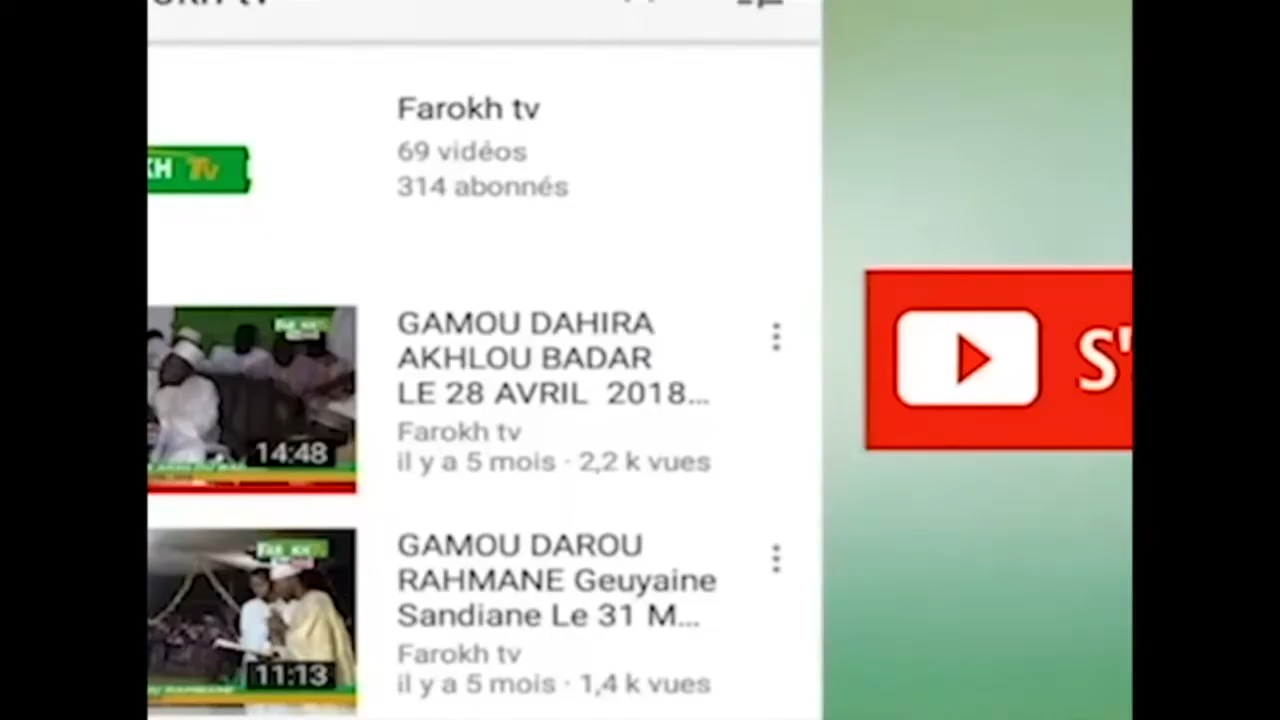 Farokh tv
69 vidéos
314 abonnés
KH Tv
GAMOU DAHIRA
AKHLOU BADAR
LE 28 AVRIL 2018...
Farokh tv
il y a 5 mois · 2,2 k vues
14:48
GAMOU DAROU
RAHMANE Geuyaine
Sandiane Le 31 M...
Farokh tv
il y a 5 mois · 1,4 k vues
11:13
S'